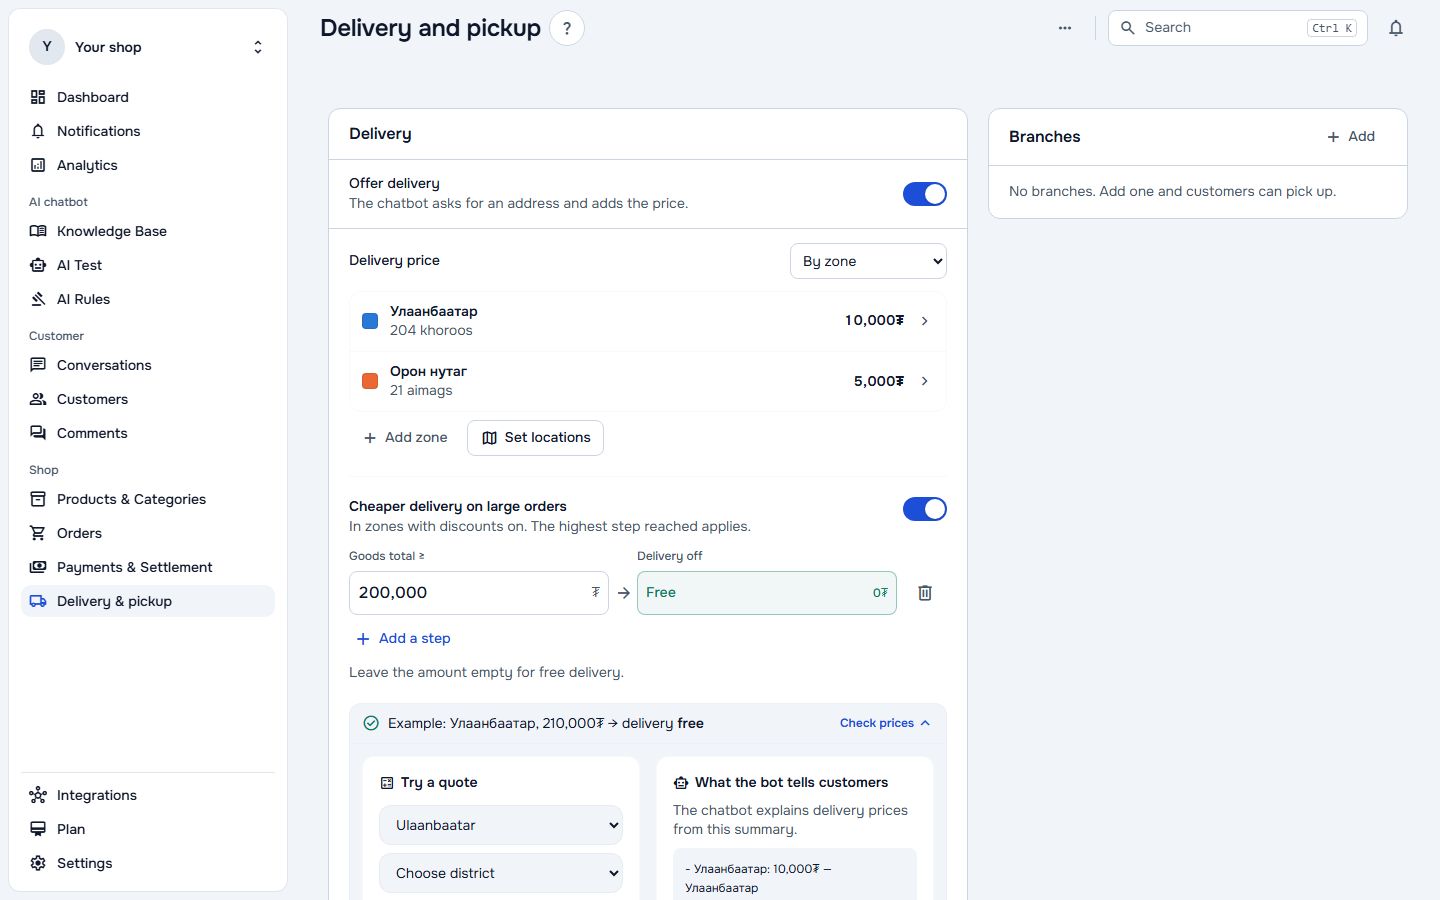 Y
Your shop
Delivery and pickup
?
Search
Ctrl K
Dashboard
Notifications
Analytics
AI chatbot
Knowledge Base
AI Test
AI Rules
Customer
Conversations
Customers
Comments
Shop
Products & Categories
Orders
Payments & Settlement
Delivery & pickup
Integrations
Plan
Settings
Delivery
Offer delivery
The chatbot asks for an address and adds the price.
Delivery price
By zone
Улаанбаатар
204 khoroos
10,000₮
Орон нутаг
21 aimags
5,000₮
Add zone
Set locations
Cheaper delivery on large orders
In zones with discounts on. The highest step reached applies.
Goods total ≥
Delivery off
200,000 ₮
→
Free 0₮
Add a step
Leave the amount empty for free delivery.
Example: Улаанбаатар, 210,000₮ → delivery free
Check prices
Try a quote
Ulaanbaatar
Choose district
What the bot tells customers
The chatbot explains delivery prices
from this summary.
- Улаанбаатар: 10,000₮ —
Улаанбаатар
Branches
Add
No branches. Add one and customers can pick up.